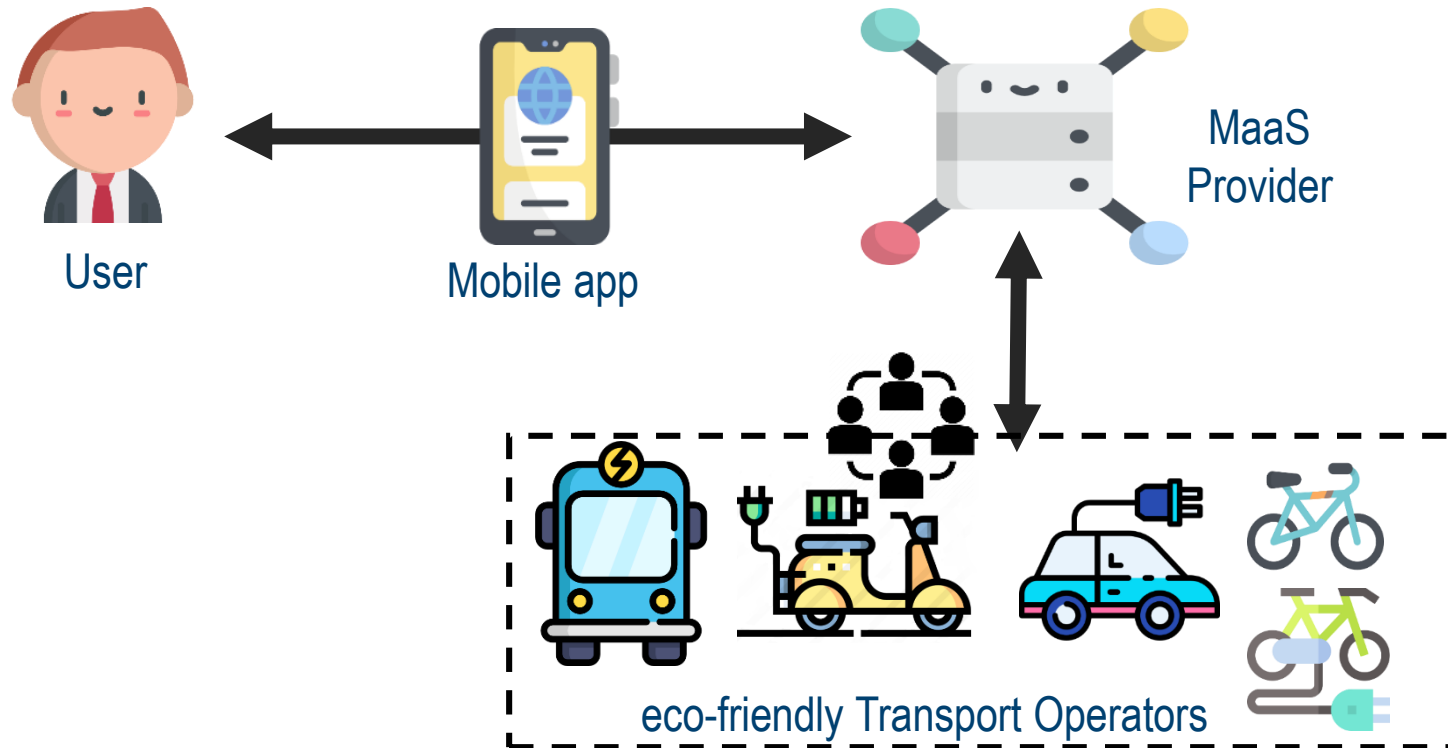 User
Mobile app
MaaS
Provider
eco-friendly Transport Operators